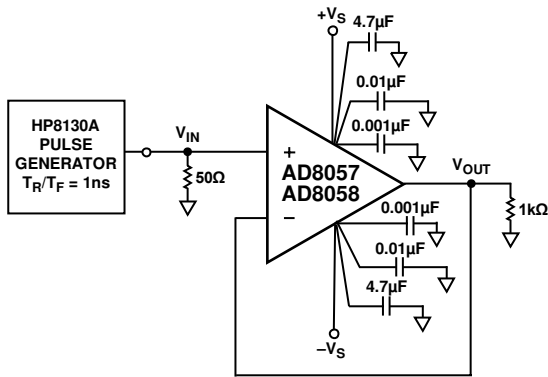 +VS
4.7µF
0.01µF
0.001µF
HP8130A
PULSE
GENERATOR
TR/TF = 1ns
VIN
50Ω
+
AD8057
AD8058
–
VOUT
1kΩ
0.001µF
0.01µF
4.7µF
–VS